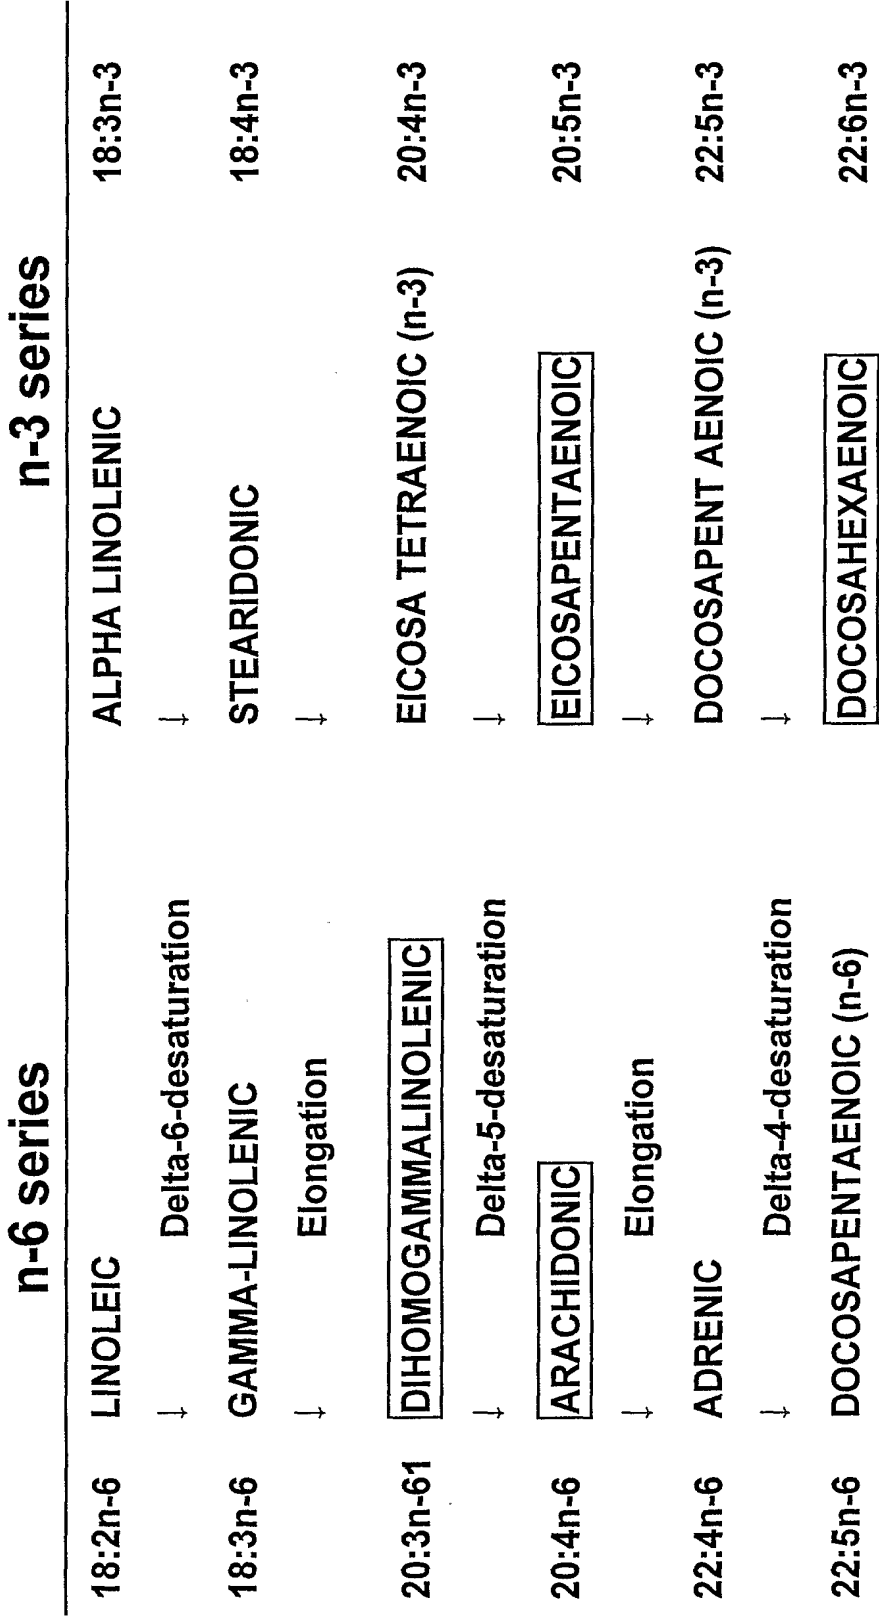 n-6 series n-3 series
18:2n-6 LINOLEIC ALPHA LINOLENIC 18:3n-3
↓ Delta-6-desaturation ↓
18:3n-6 GAMMA-LINOLENIC STEARIDONIC 18:4n-3
↓ Elongation ↓
20:3n-61 DIHOMOGAMMALINOLENIC EICOSA TETRAENOIC (n-3) 20:4n-3
↓ Delta-5-desaturation ↓
20:4n-6 ARACHIDONIC EICOSAPENTAENOIC 20:5n-3
↓ Elongation ↓
22:4n-6 ADRENIC DOCOSAPENT AENOIC (n-3) 22:5n-3
↓ Delta-4-desaturation ↓
22:5n-6 DOCOSAPENTAENOIC (n-6) DOCOSAHEXAENOIC 22:6n-3